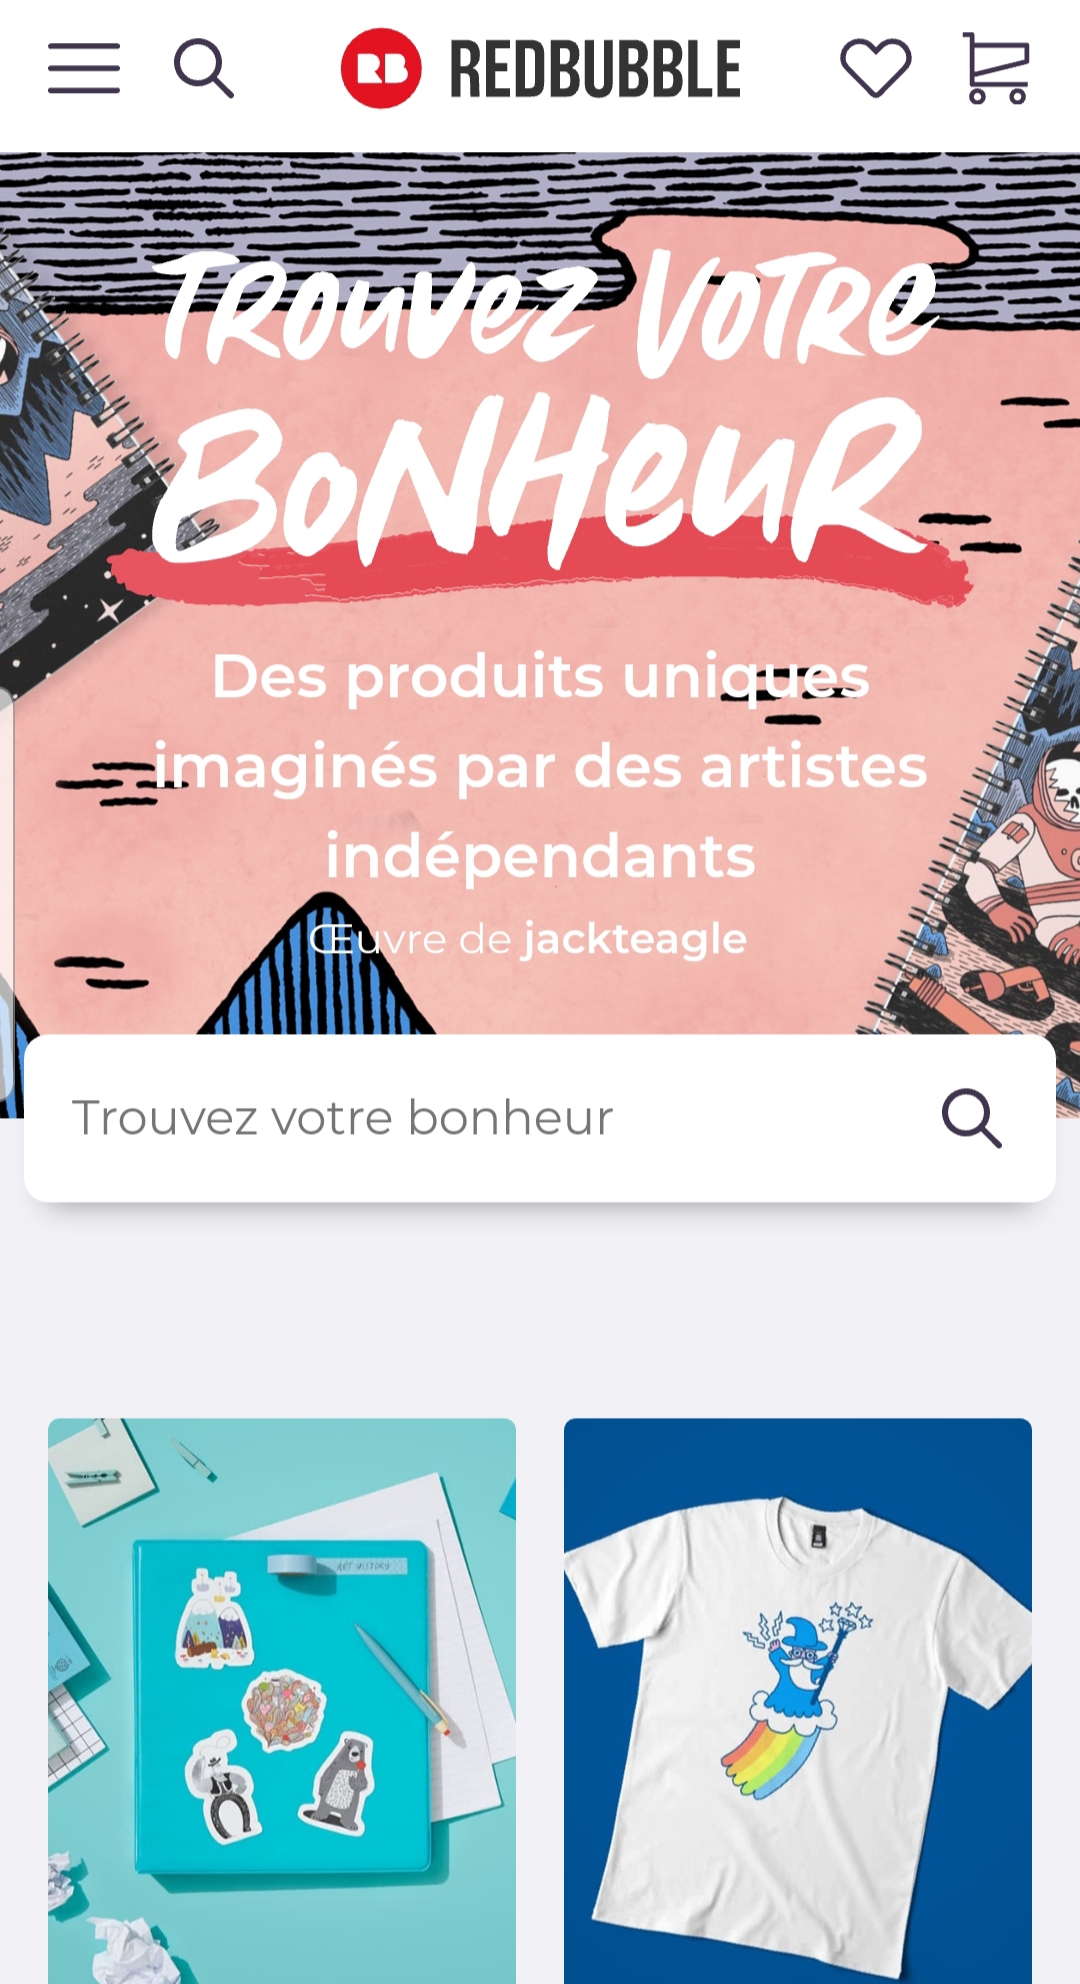 RB REDBUBBLE
TROUVEZ VOTRE
BONHEUR
Des produits uniques
imaginés par des artistes
indépendants
Œuvre de jackteagle
Trouvez votre bonheur
ART HISTORY